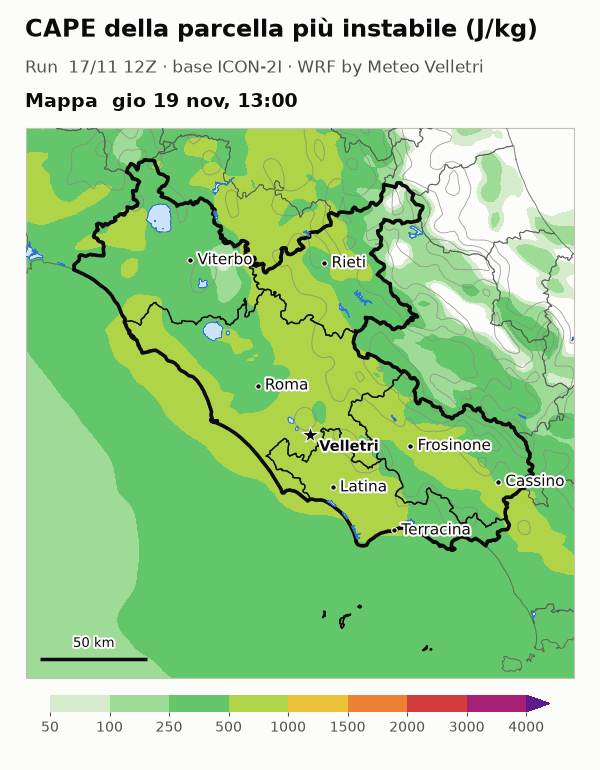 CAPE della parcella più instabile (J/kg)
Run  17/11 12Z · base ICON-2I · WRF by Meteo Velletri
Mappa  gio 19 nov, 13:00
Viterbo
Rieti
Roma
Velletri
Frosinone
Latina
Cassino
Terracina
50 km
50 100 250 500 1000 1500 2000 3000 4000